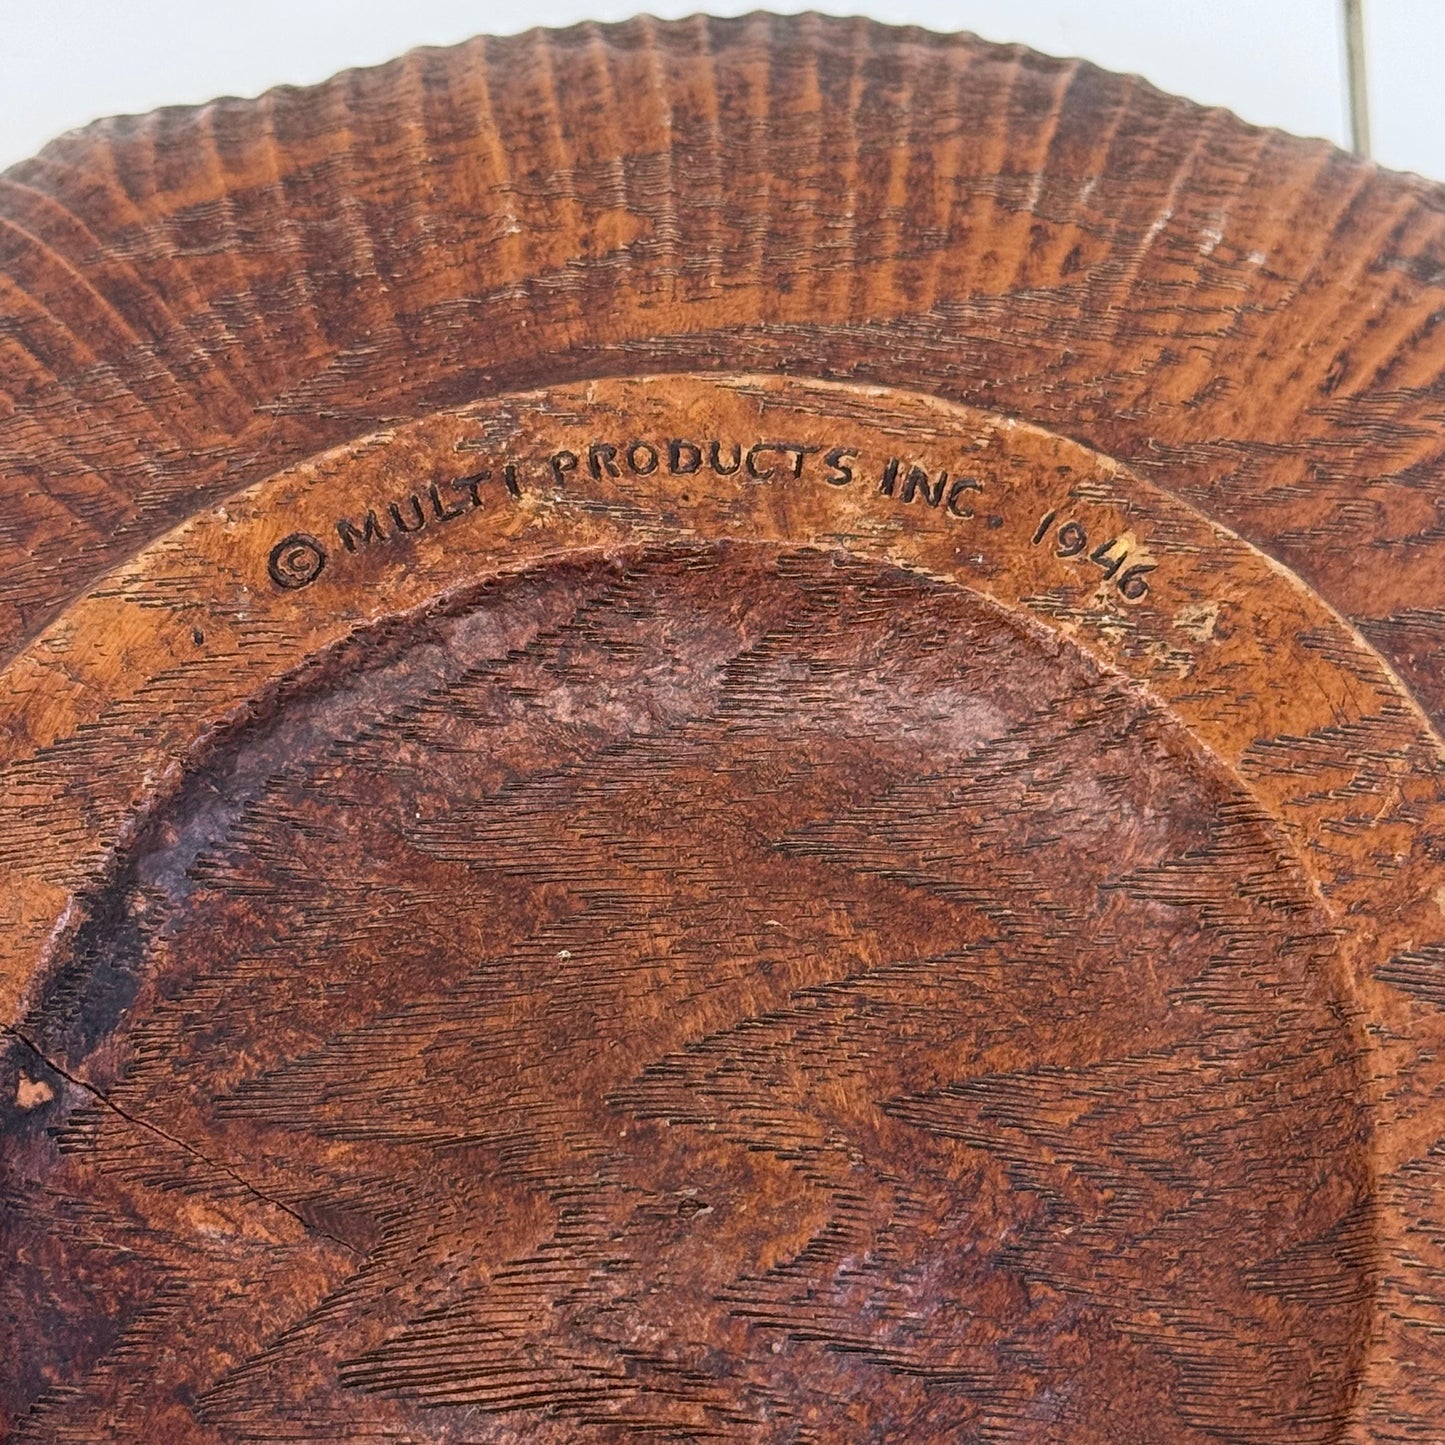 © MULTI PRODUCTS INC. 1946